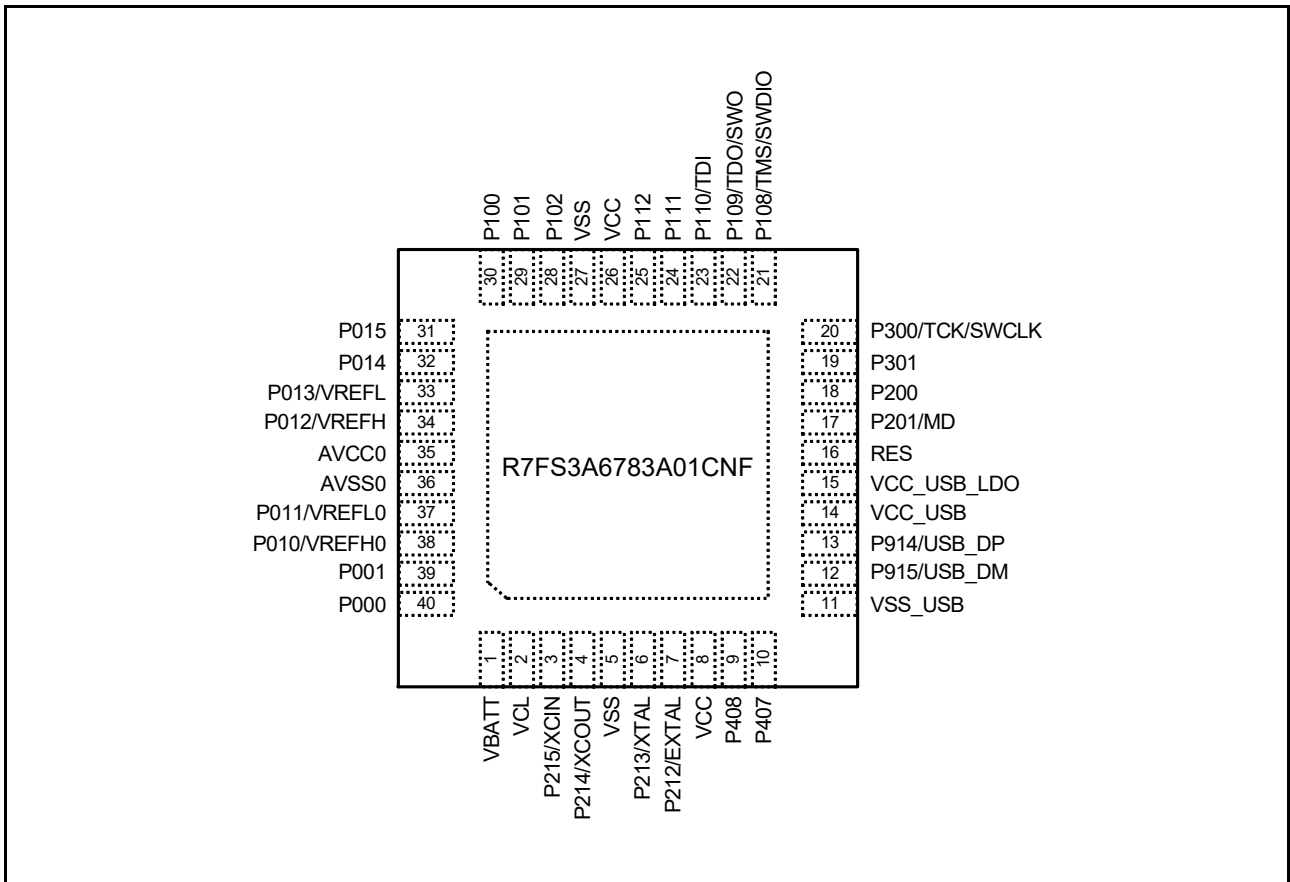 P100
P101
P102
VSS
VCC
P112
P111
P110/TDI
P109/TDO/SWO
P108/TMS/SWDIO
30
29
28
27
26
25
24
23
22
21
P015 31
P014 32
P013/VREFL 33
P012/VREFH 34
AVCC0 35
AVSS0 36
P011/VREFL0 37
P010/VREFH0 38
P001 39
P000 40
R7FS3A6783A01CNF
20 P300/TCK/SWCLK
19 P301
18 P200
17 P201/MD
16 RES
15 VCC_USB_LDO
14 VCC_USB
13 P914/USB_DP
12 P915/USB_DM
11 VSS_USB
1
2
3
4
5
6
7
8
9
10
VBATT
VCL
P215/XCIN
P214/XCOUT
VSS
P213/XTAL
P212/EXTAL
VCC
P408
P407